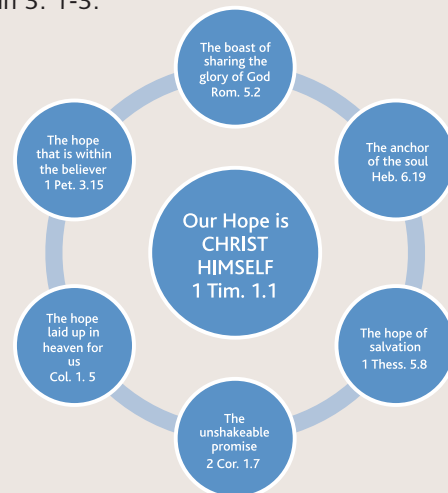 The boast of
sharing the
glory of God
Rom. 5.2
The anchor
of the soul
Heb. 6.19
The hope of
salvation
1 Thess. 5.8
The
unshakeable
promise
2 Cor. 1.7
The hope
laid up in
heaven for
us
Col. 1. 5
The hope
that is within
the believer
1 Pet. 3.15
Our Hope is
CHRIST
HIMSELF
1 Tim. 1.1